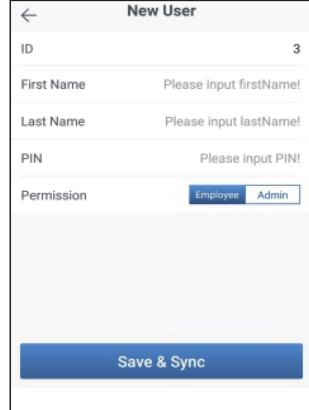 New User
ID 3
First Name Please input firstName!
Last Name Please input lastName!
PIN Please input PIN!
Permission Employee Admin
Save & Sync